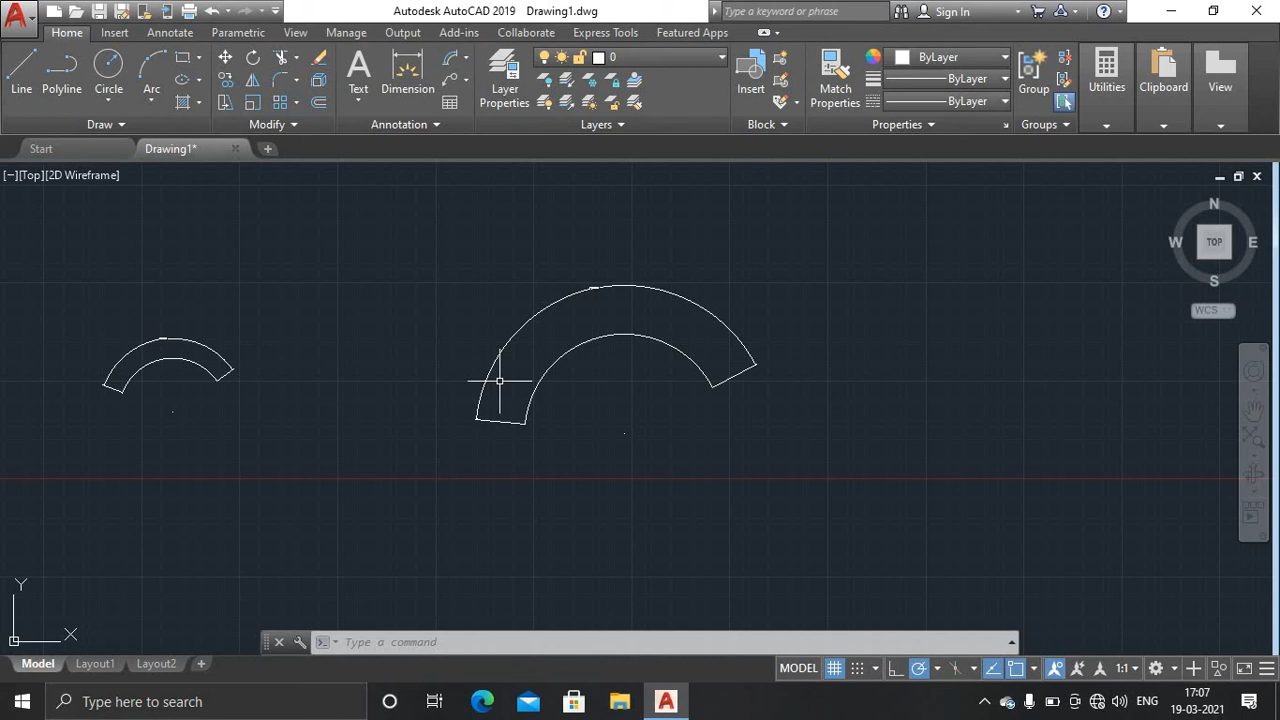 Autodesk AutoCAD 2019 Drawing1.dwg
Type a keyword or phrase
Sign In
Home Insert Annotate Parametric View Manage Output Add-ins Collaborate Express Tools Featured Apps
0
ByLayer
ByLayer
ByLayer
Line Polyline Circle Arc Text Dimension Layer Properties Insert Match Properties Group Utilities Clipboard View
Draw Modify Annotation Layers Block Properties Groups
Start Drawing1*
[−][Top][2D Wireframe]
N
W TOP E
S
WCS
Y
X
Type a command
Model Layout1 Layout2 MODEL 1:1
Type here to search
ENG
17:07
19-03-2021